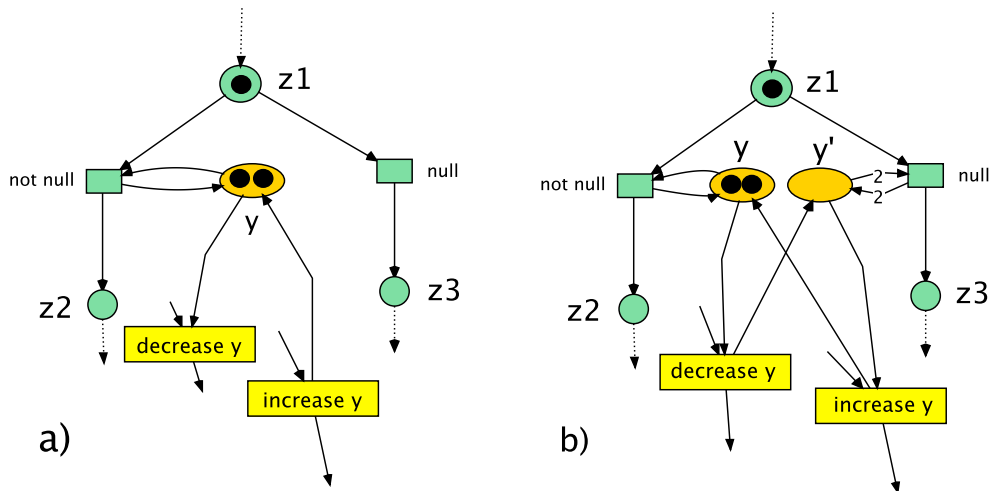 z1
not null
null
y
z2
z3
decrease y
increase y
a)
z1
y
y'
not null
2
2
null
z2
z3
decrease y
increase y
b)